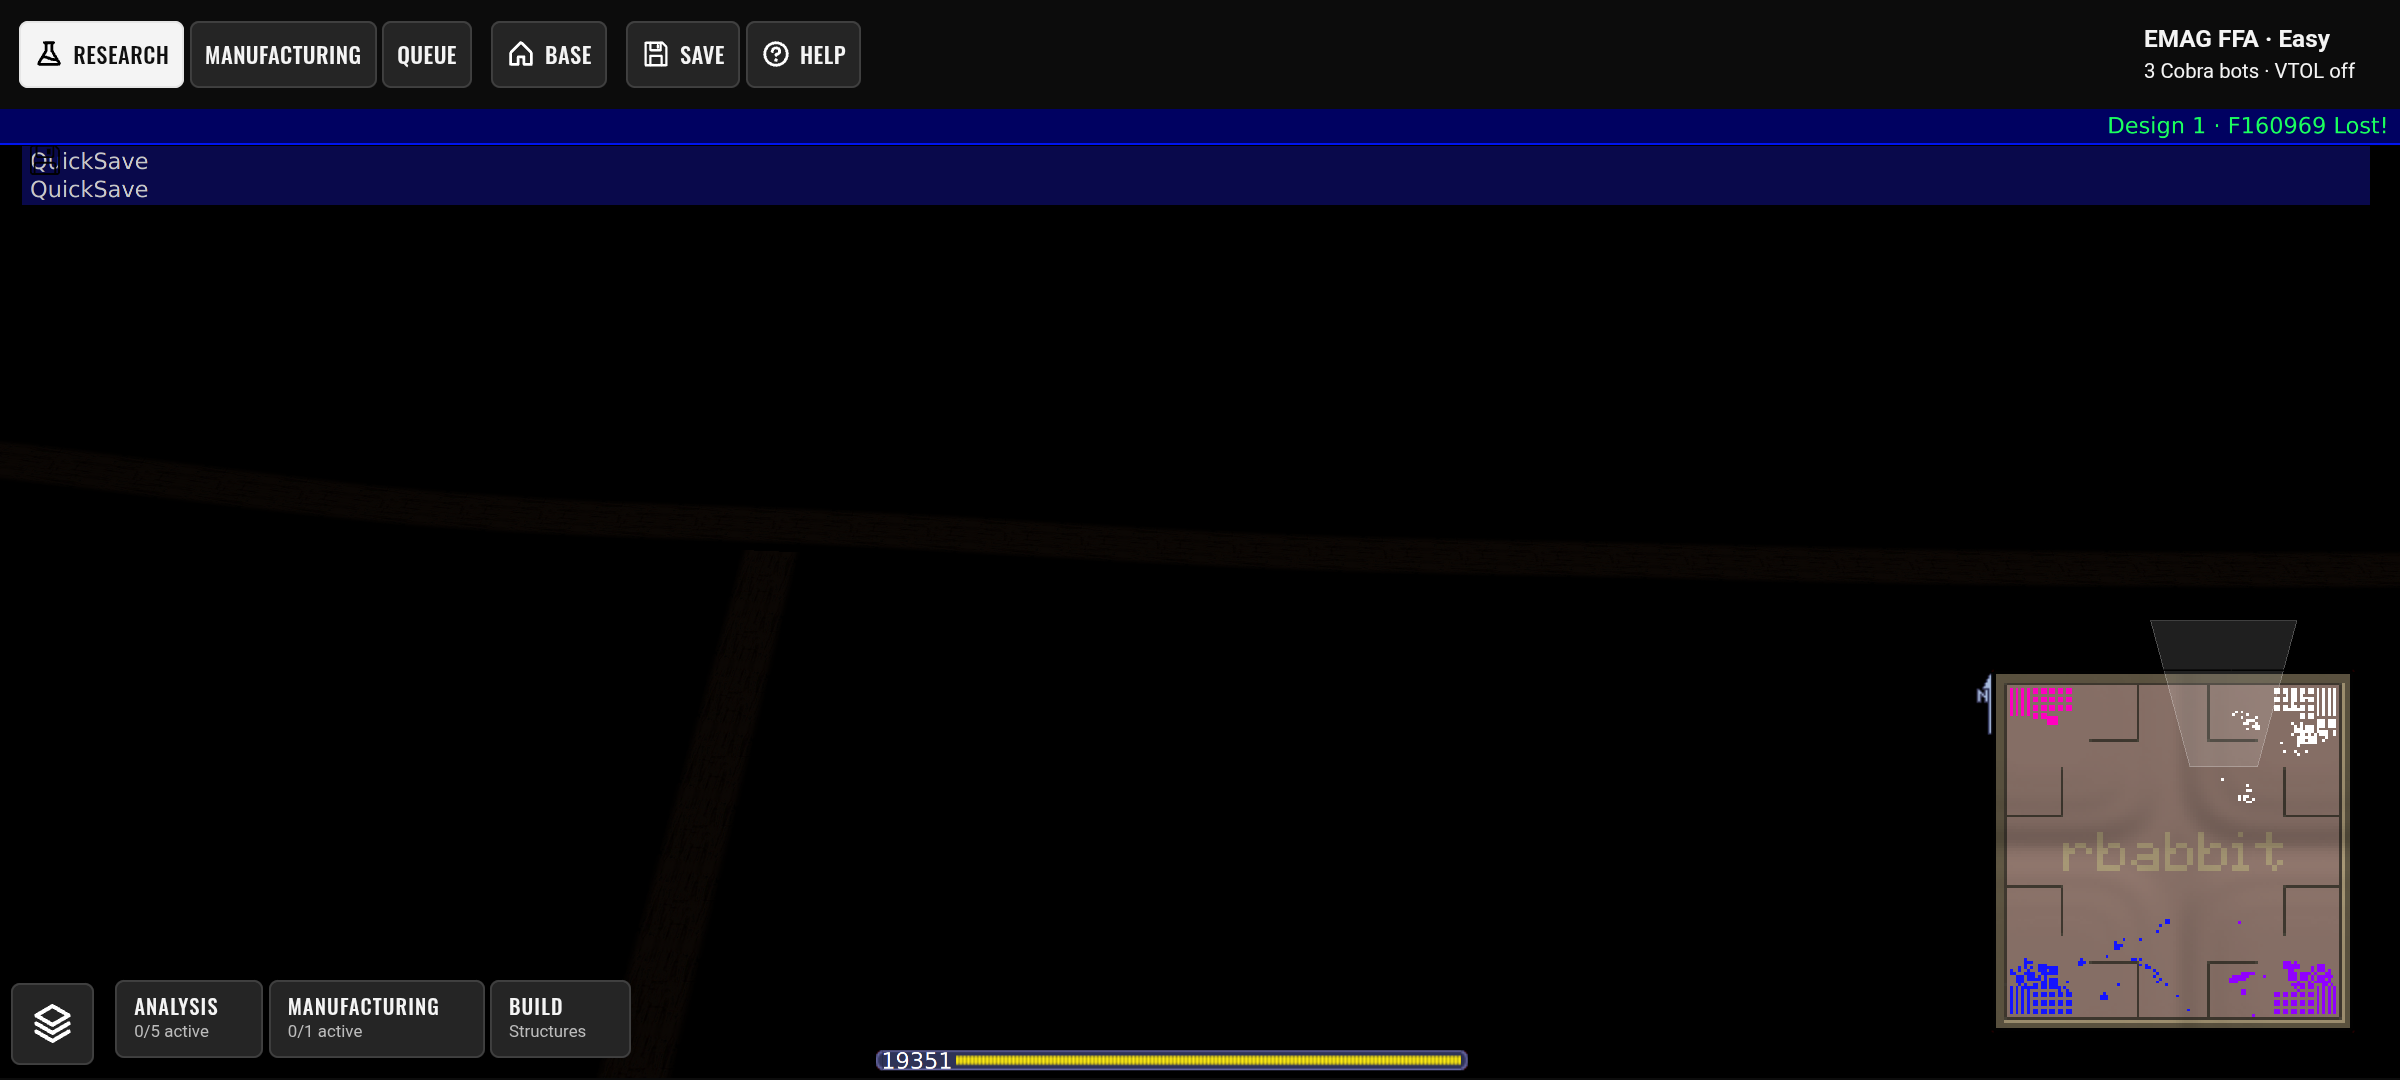 RESEARCH
MANUFACTURING
QUEUE
BASE
SAVE
HELP
EMAG FFA · Easy
3 Cobra bots · VTOL off
Design 1 · F160969 Lost!
QuickSave
QuickSave
N
rbabbit
ANALYSIS
0/5 active
MANUFACTURING
0/1 active
BUILD
Structures
19351